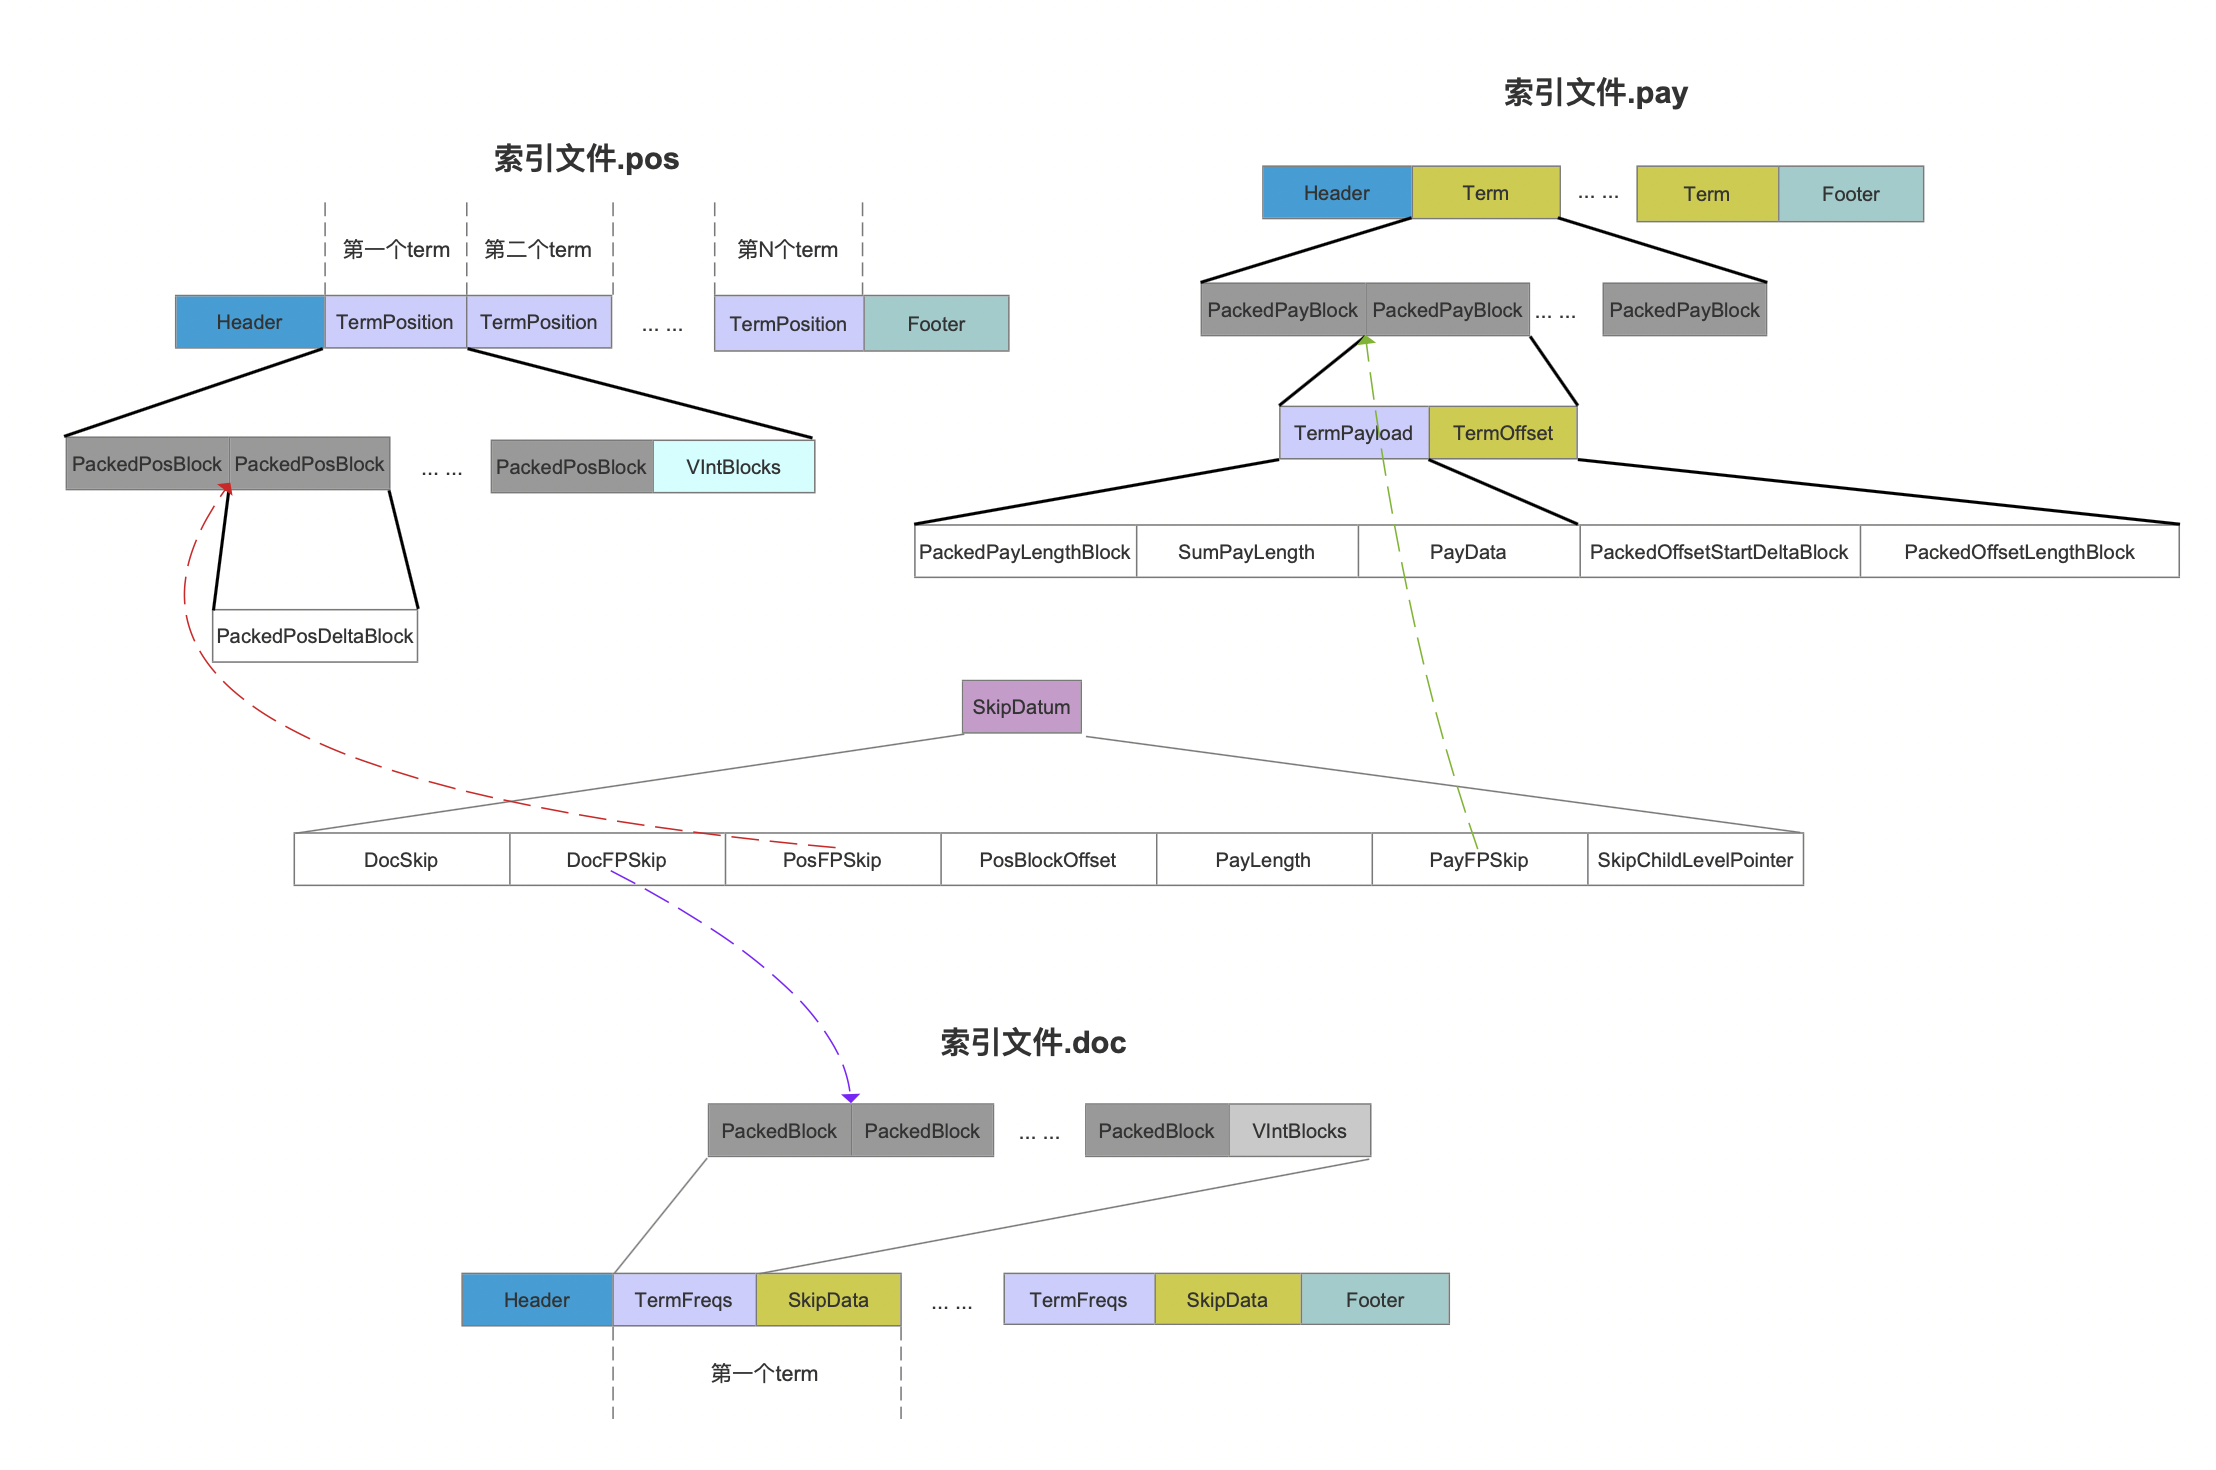 索引文件.pay
索引文件.pos
Header Term ... ... Term Footer
第一个term 第二个term 第N个term
PackedPayBlock PackedPayBlock ... ... PackedPayBlock
Header TermPosition TermPosition ... ... TermPosition Footer
TermPayload TermOffset
PackedPosBlock PackedPosBlock ... ... PackedPosBlock VIntBlocks
PackedPayLengthBlock SumPayLength PayData PackedOffsetStartDeltaBlock PackedOffsetLengthBlock
PackedPosDeltaBlock
SkipDatum
DocSkip DocFPSkip PosFPSkip PosBlockOffset PayLength PayFPSkip SkipChildLevelPointer
索引文件.doc
PackedBlock PackedBlock ... ... PackedBlock VIntBlocks
Header TermFreqs SkipData ... ... TermFreqs SkipData Footer
第一个term